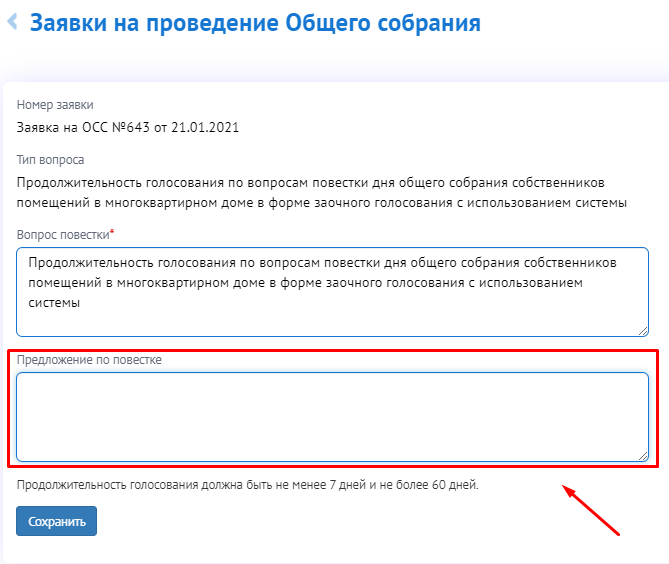 Заявки на проведение Общего собрания
Номер заявки
Заявка на ОСС №643 от 21.01.2021
Тип вопроса
Продолжительность голосования по вопросам повестки дня общего собрания собственников
помещений в многоквартирном доме в форме заочного голосования с использованием системы
Вопрос повестки*
Продолжительность голосования по вопросам повестки дня общего собрания собственников
помещений в многоквартирном доме в форме заочного голосования с использованием
системы
Предложение по повестке
Продолжительность голосования должна быть не менее 7 дней и не более 60 дней.
Сохранить